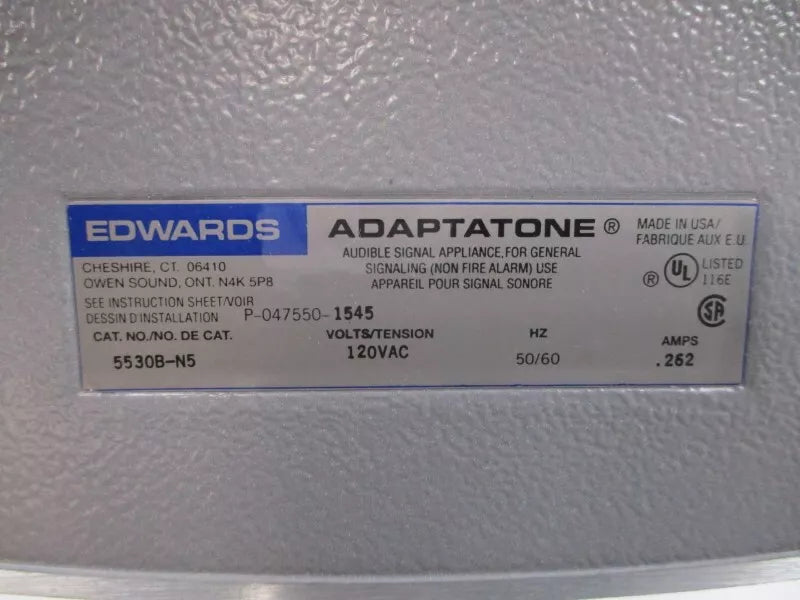 EDWARDS
CHESHIRE, CT. 06410
OWEN SOUND, ONT. N4K 5P8
SEE INSTRUCTION SHEET/VOIR
DESSIN D'INSTALLATION P-047550-1545
ADAPTATONE ®
AUDIBLE SIGNAL APPLIANCE, FOR GENERAL
SIGNALING (NON FIRE ALARM) USE
APPAREIL POUR SIGNAL SONORE
MADE IN USA/
FABRIQUE AUX E.U.
® UL LISTED
116E
SA
CAT. NO./NO. DE CAT. VOLTS/TENSION HZ AMPS
5530B-N5 120VAC 50/60 .262